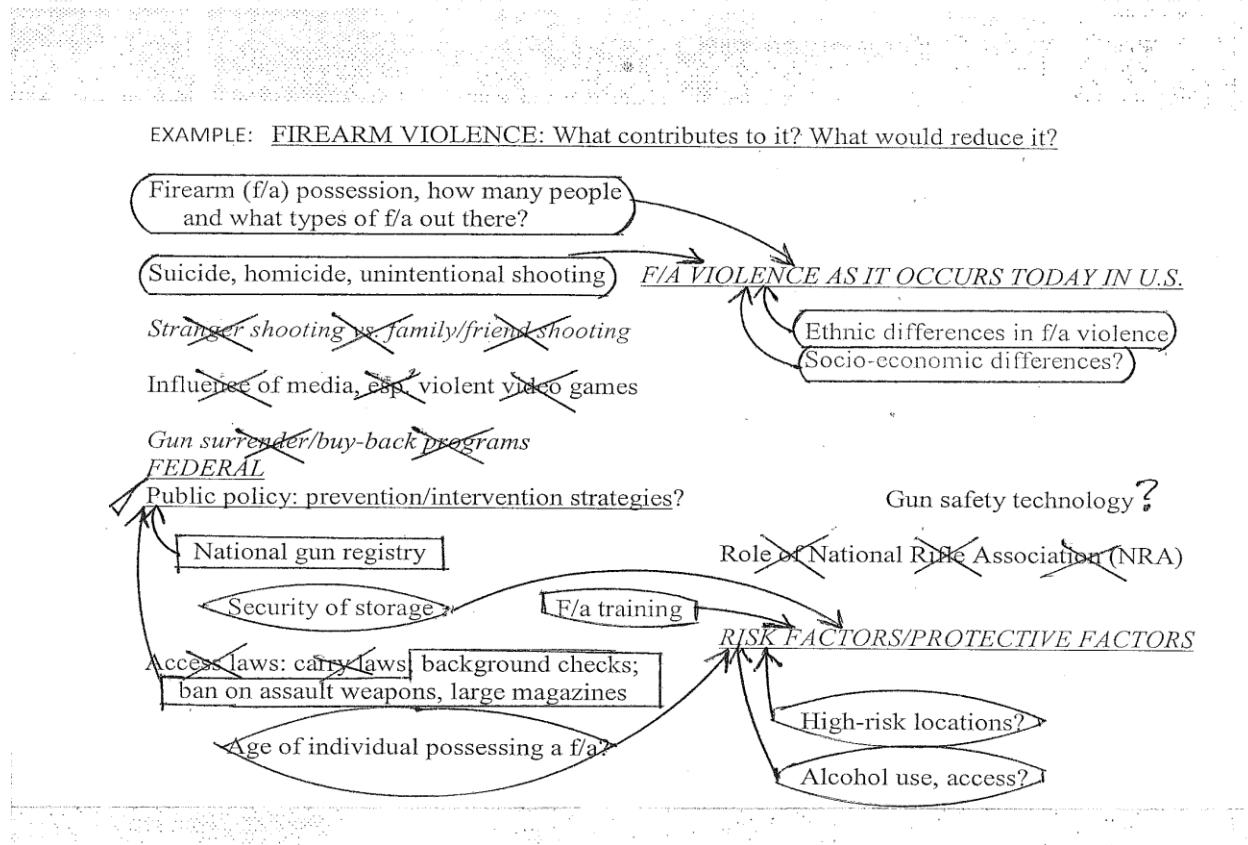 EXAMPLE: FIREARM VIOLENCE: What contributes to it? What would reduce it?
Firearm (f/a) possession, how many people
and what types of f/a out there?
Suicide, homicide, unintentional shooting
F/A VIOLENCE AS IT OCCURS TODAY IN U.S.
Stranger shooting vs. family/friend shooting
Ethnic differences in f/a violence
Socio-economic differences?
Influence of media, esp. violent video games
Gun surrender/buy-back programs
FEDERAL
Public policy: prevention/intervention strategies?
Gun safety technology?
National gun registry
Role of National Rifle Association (NRA)
Security of storage
F/a training
RISK FACTORS/PROTECTIVE FACTORS
Access laws: carry laws background checks;
ban on assault weapons, large magazines
High-risk locations?
Age of individual possessing a f/a?
Alcohol use, access?